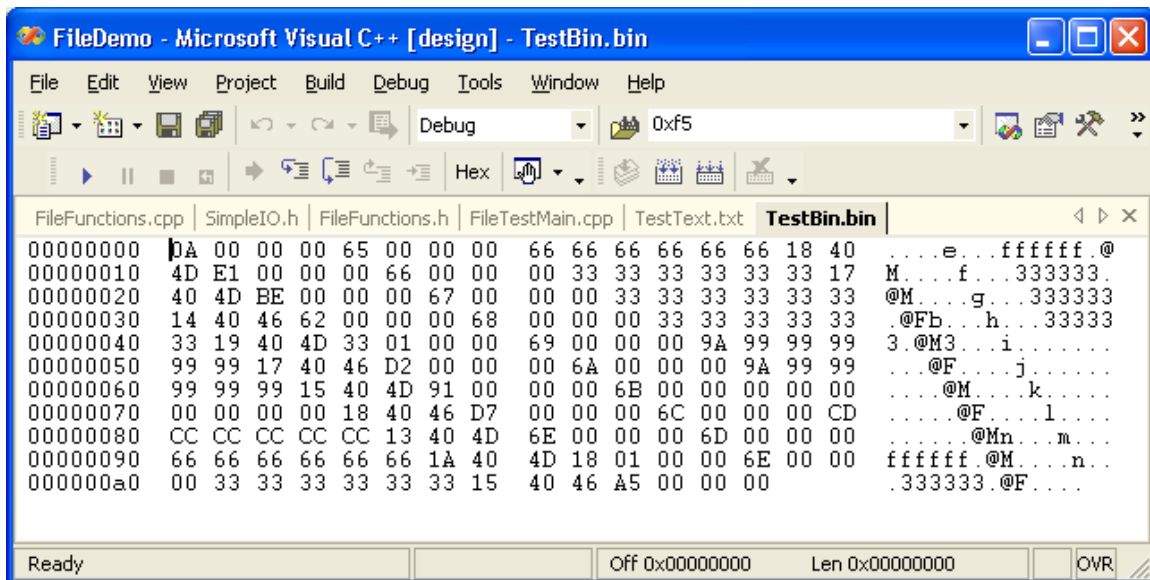 FileDemo - Microsoft Visual C++ [design] - TestBin.bin
File Edit View Project Build Debug Tools Window Help
Debug 0xf5
Hex
FileFunctions.cpp | SimpleIO.h | FileFunctions.h | FileTestMain.cpp | TestText.txt TestBin.bin
00000000 0A 00 00 00 65 00 00 00 66 66 66 66 66 66 18 40 ....e...ffffff.@
00000010 4D E1 00 00 00 66 00 00 00 33 33 33 33 33 33 17 M....f...333333.
00000020 40 4D BE 00 00 00 67 00 00 00 33 33 33 33 33 33 @M....g...333333
00000030 14 40 46 62 00 00 00 68 00 00 00 33 33 33 33 33 .@Fb...h...33333
00000040 33 19 40 4D 33 01 00 00 69 00 00 00 9A 99 99 99 3.@M3...i.......
00000050 99 99 17 40 46 D2 00 00 00 6A 00 00 00 9A 99 99 ...@F....j......
00000060 99 99 99 15 40 4D 91 00 00 00 6B 00 00 00 00 00 ....@M....k.....
00000070 00 00 00 00 18 40 46 D7 00 00 00 6C 00 00 00 CD .....@F....l....
00000080 CC CC CC CC CC 13 40 4D 6E 00 00 00 6D 00 00 00 ......@Mn...m...
00000090 66 66 66 66 66 66 1A 40 4D 18 01 00 00 6E 00 00 ffffff.@M....n..
000000a0 00 33 33 33 33 33 33 15 40 46 A5 00 00 00 .333333.@F....
Ready Off 0x00000000 Len 0x00000000 OVR